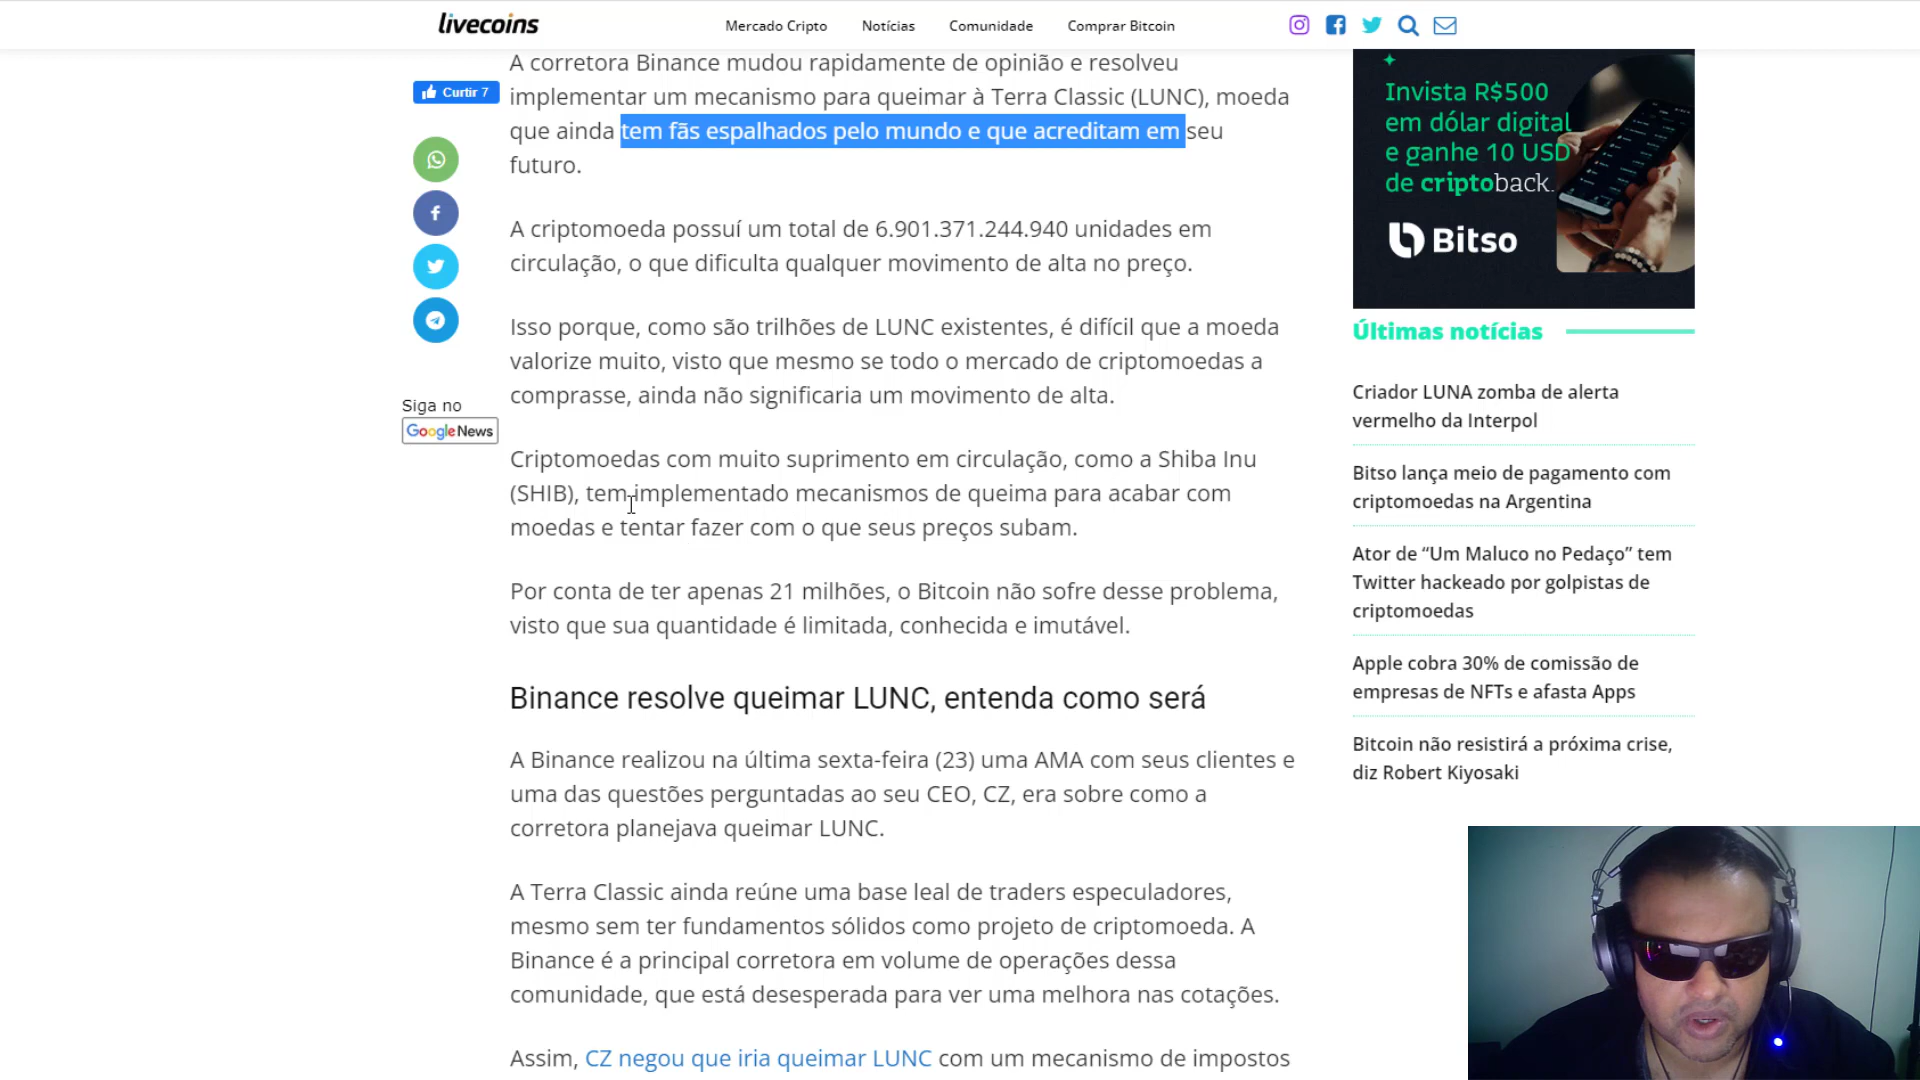 livecoins
Mercado Cripto
Notícias
Comunidade
Comprar Bitcoin
Curtir 7
Siga no
Google News
A corretora Binance mudou rapidamente de opinião e resolveu
implementar um mecanismo para queimar à Terra Classic (LUNC), moeda
que ainda tem fãs espalhados pelo mundo e que acreditam em seu
futuro.
A criptomoeda possuí um total de 6.901.371.244.940 unidades em
circulação, o que dificulta qualquer movimento de alta no preço.
Isso porque, como são trilhões de LUNC existentes, é difícil que a moeda
valorize muito, visto que mesmo se todo o mercado de criptomoedas a
comprasse, ainda não significaria um movimento de alta.
Criptomoedas com muito suprimento em circulação, como a Shiba Inu
(SHIB), tem implementado mecanismos de queima para acabar com
moedas e tentar fazer com o que seus preços subam.
Por conta de ter apenas 21 milhões, o Bitcoin não sofre desse problema,
visto que sua quantidade é limitada, conhecida e imutável.
Binance resolve queimar LUNC, entenda como será
A Binance realizou na última sexta-feira (23) uma AMA com seus clientes e
uma das questões perguntadas ao seu CEO, CZ, era sobre como a
corretora planejava queimar LUNC.
A Terra Classic ainda reúne uma base leal de traders especuladores,
mesmo sem ter fundamentos sólidos como projeto de criptomoeda. A
Binance é a principal corretora em volume de operações dessa
comunidade, que está desesperada para ver uma melhora nas cotações.
Assim, CZ negou que iria queimar LUNC com um mecanismo de impostos
Invista R$500
em dólar digital
e ganhe 10 USD
de criptoback.
Bitso
Últimas notícias
Criador LUNA zomba de alerta
vermelho da Interpol
Bitso lança meio de pagamento com
criptomoedas na Argentina
Ator de “Um Maluco no Pedaço” tem
Twitter hackeado por golpistas de
criptomoedas
Apple cobra 30% de comissão de
empresas de NFTs e afasta Apps
Bitcoin não resistirá a próxima crise,
diz Robert Kiyosaki